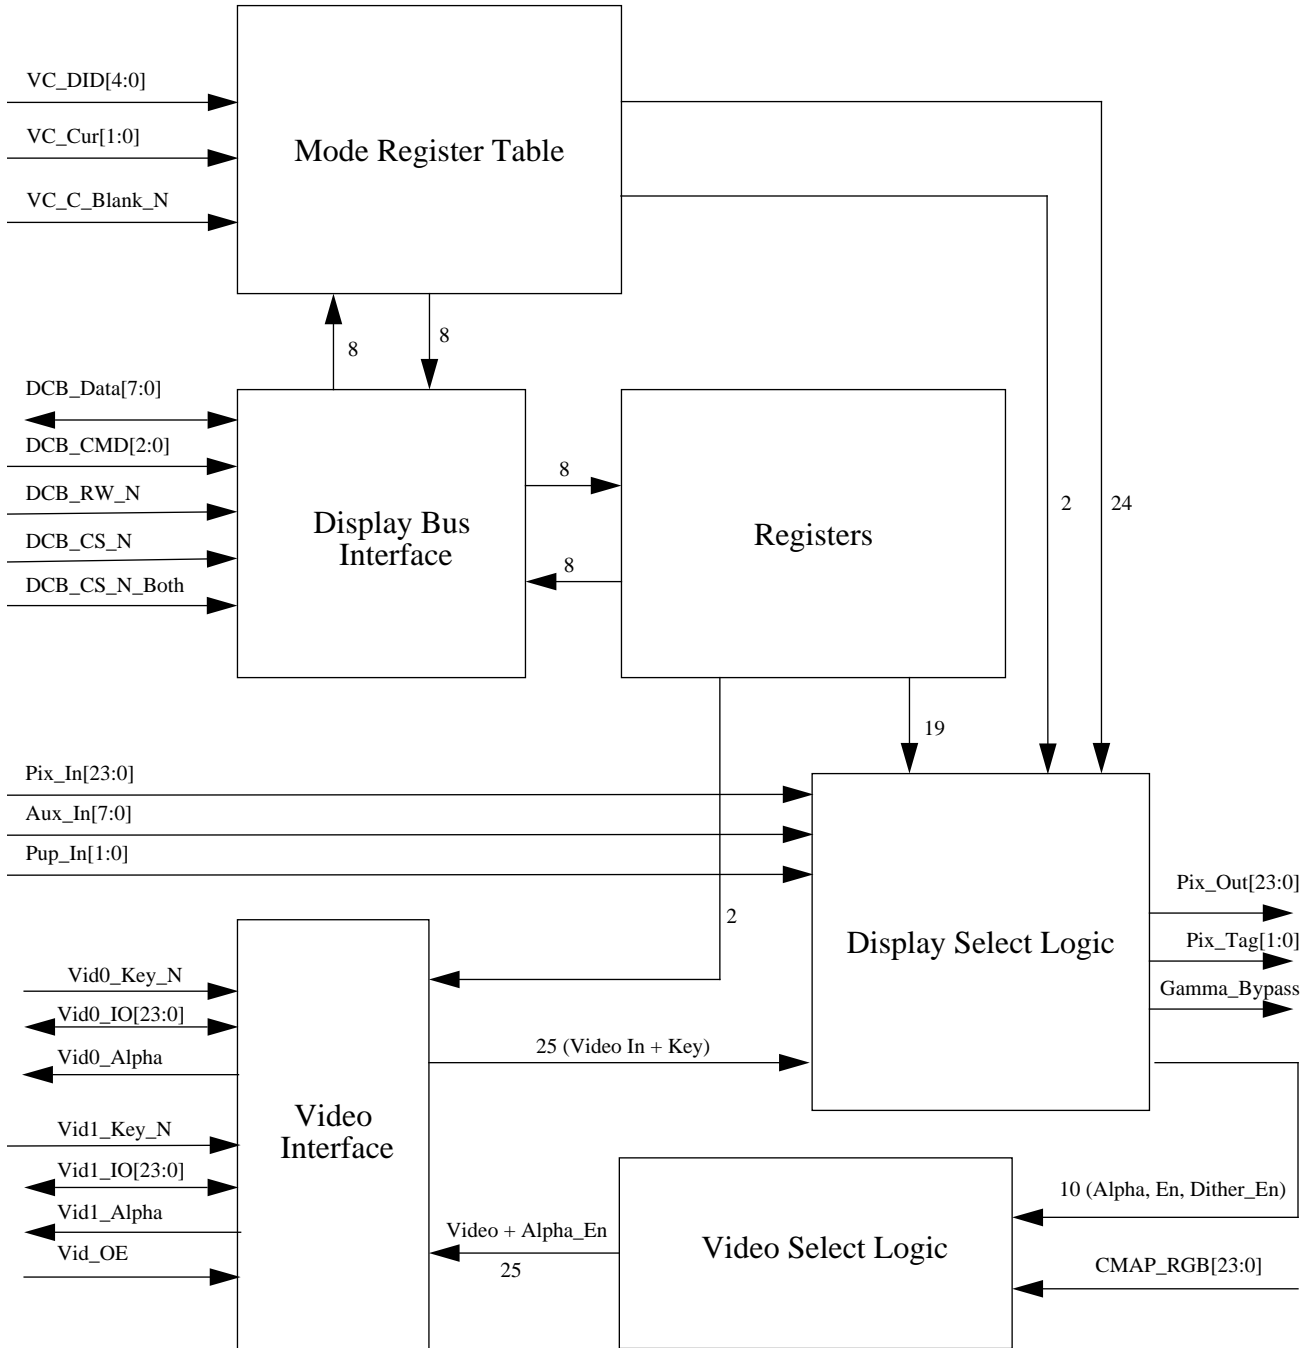 VC_DID[4:0]
VC_Cur[1:0]
Mode Register Table
VC_C_Blank_N
8
8
DCB_Data[7:0]
DCB_CMD[2:0]
DCB_RW_N
DCB_CS_N
DCB_CS_N_Both
Display Bus
Interface
8
8
Registers
2
24
19
Pix_In[23:0]
Aux_In[7:0]
Pup_In[1:0]
2
Display Select Logic
Pix_Out[23:0]
Pix_Tag[1:0]
Gamma_Bypass
Vid0_Key_N
Vid0_IO[23:0]
Vid0_Alpha
25 (Video In + Key)
Video
Interface
Vid1_Key_N
Vid1_IO[23:0]
Vid1_Alpha
Vid_OE
Video + Alpha_En
25
Video Select Logic
10 (Alpha, En, Dither_En)
CMAP_RGB[23:0]